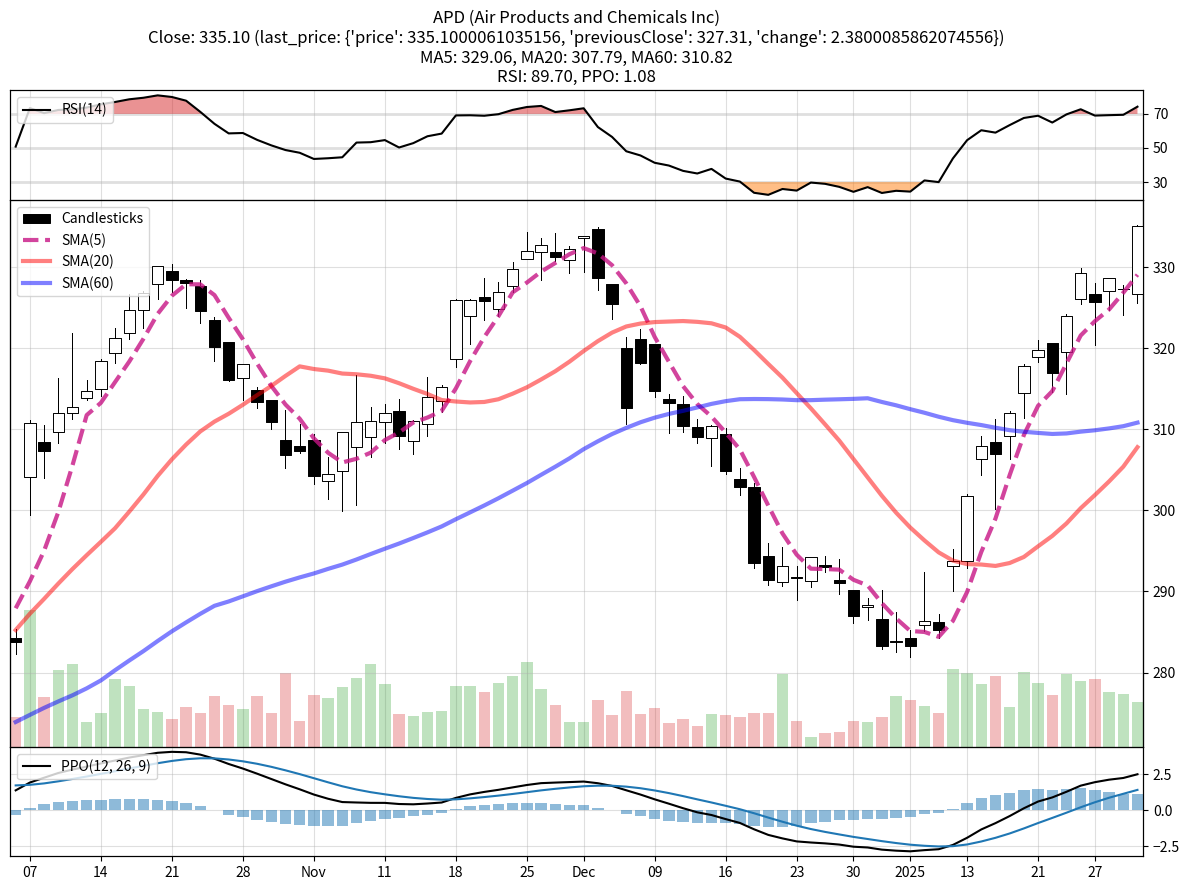 APD (Air Products and Chemicals Inc)
Close: 335.10 (last_price: {'price': 335.1000061035156, 'previousClose': 327.31, 'change': 2.3800085862074556})
MA5: 329.06, MA20: 307.79, MA60: 310.82
RSI: 89.70, PPO: 1.08
RSI(14)
70
50
30
Candlesticks
SMA(5)
SMA(20)
SMA(60)
330
320
310
300
290
280
PPO(12, 26, 9)
2.5
0.0
−2.5
07 14 21 28 Nov 11 18 25 Dec 09 16 23 30 2025 13 21 27